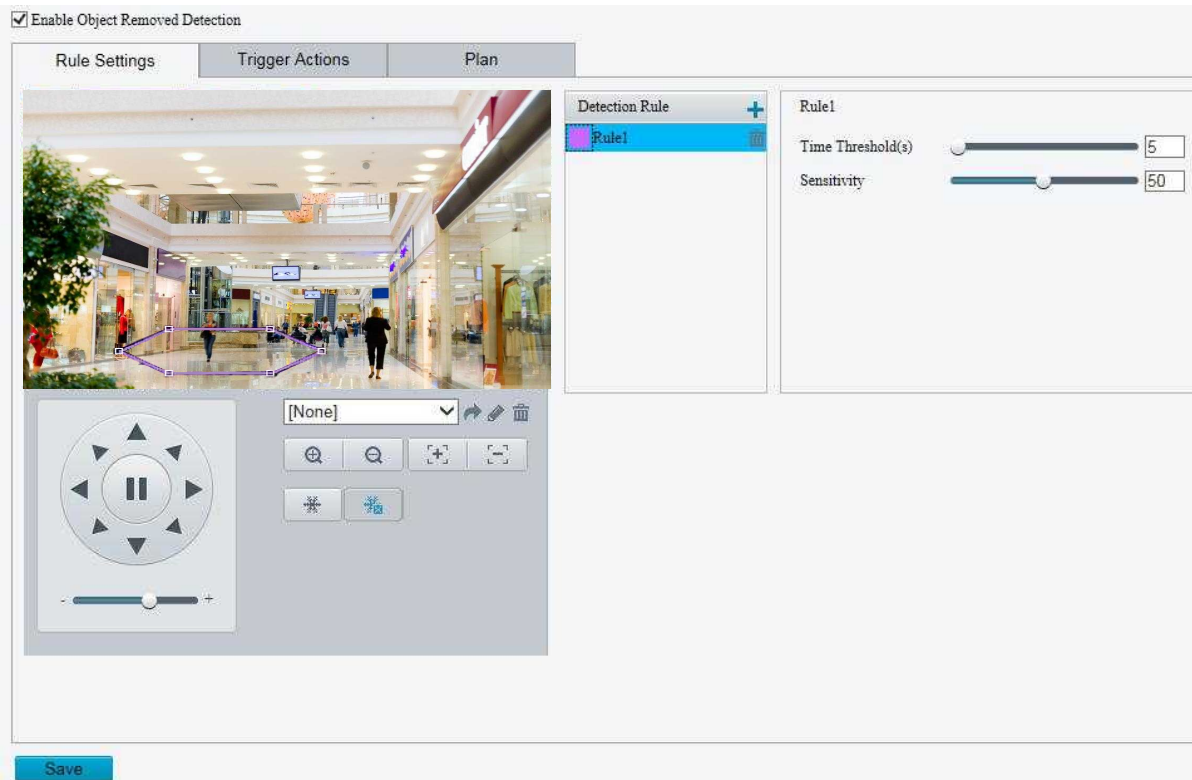 Enable Object Removed Detection
Rule Settings
Trigger Actions
Plan
Detection Rule
Rule1
Rule1
Time Threshold(s)
5
Sensitivity
50
[None]
- +
Save